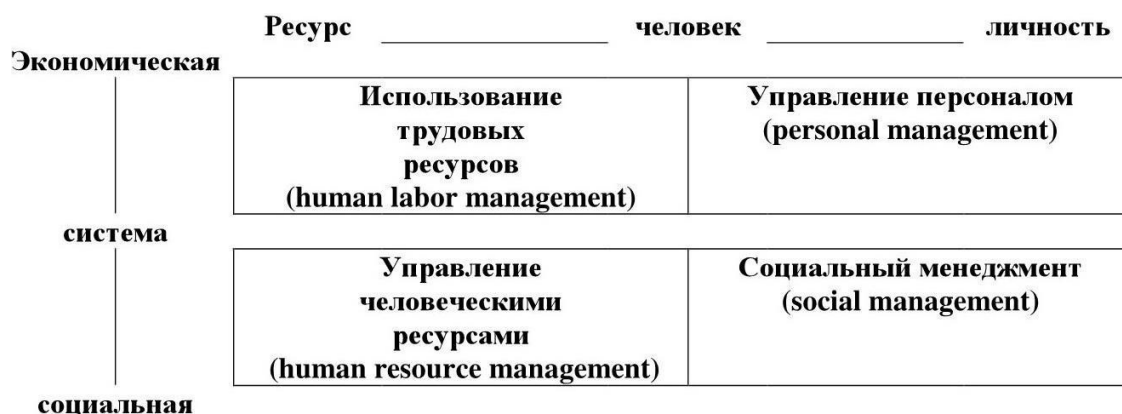 Ресурс человек личность
Экономическая
Использование
трудовых
ресурсов
(human labor management)
Управление персоналом
(personal management)
система
Управление
человеческими
ресурсами
(human resource management)
Социальный менеджмент
(social management)
социальная